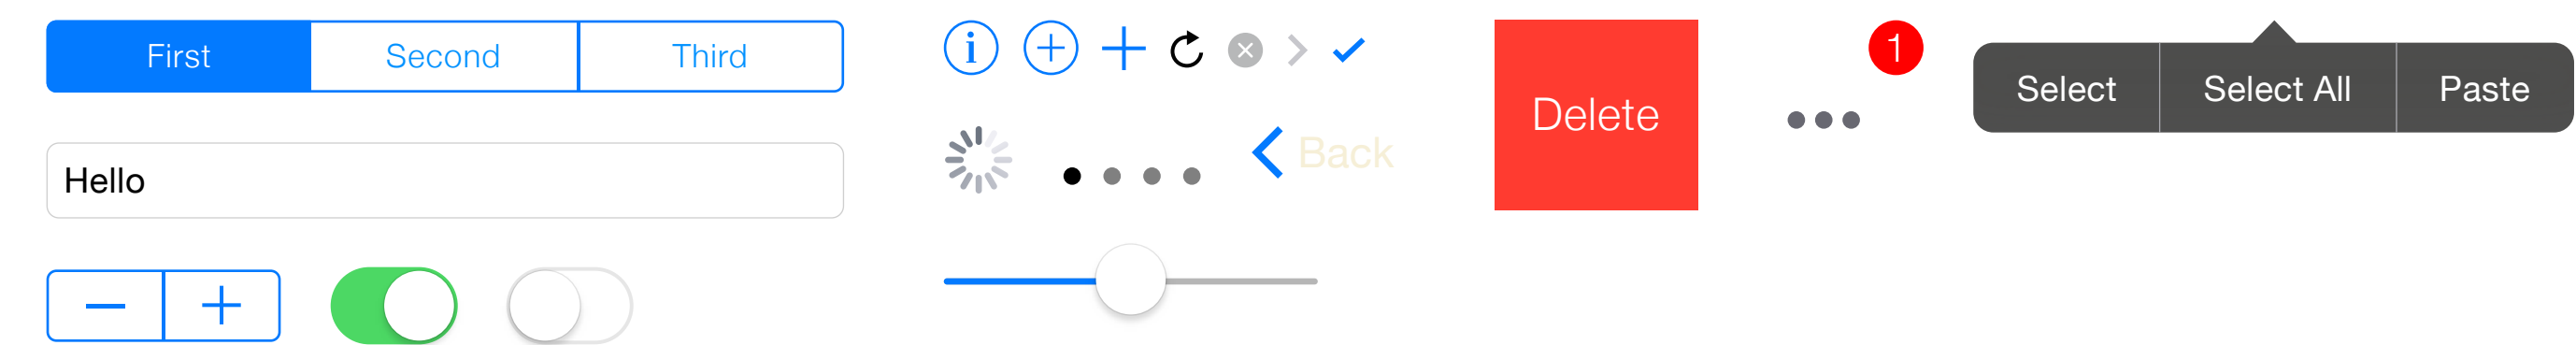 First Second Third
Hello
Back
Delete
1
Select Select All Paste